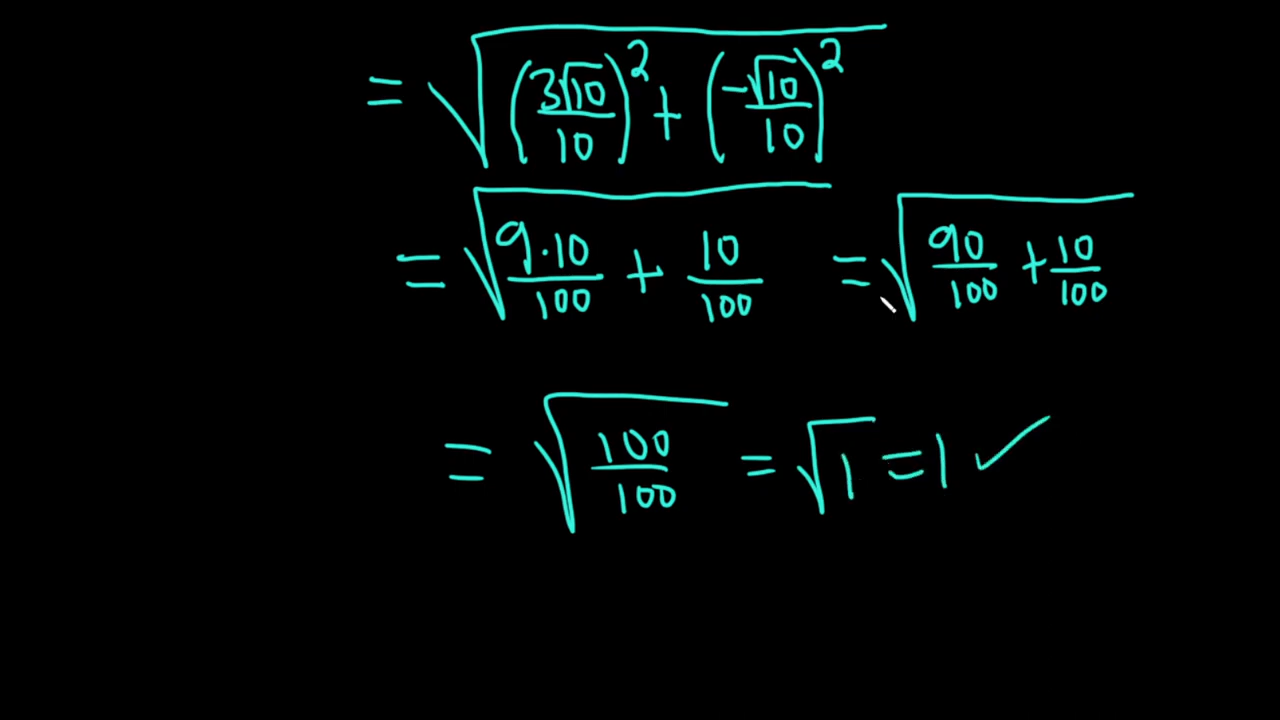 = √((3√10/10)² + (-√10/10)²)
= √(9·10/100 + 10/100) = √(90/100 + 10/100)
= √(100/100) = √1 = 1 ✓